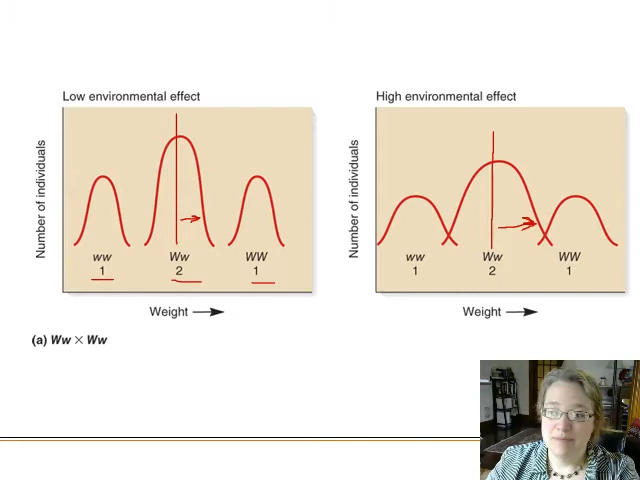 Low environmental effect
Number of individuals
ww Ww WW
1 2 1
Weight
(a) Ww × Ww
High environmental effect
Number of individuals
ww Ww WW
1 2 1
Weight